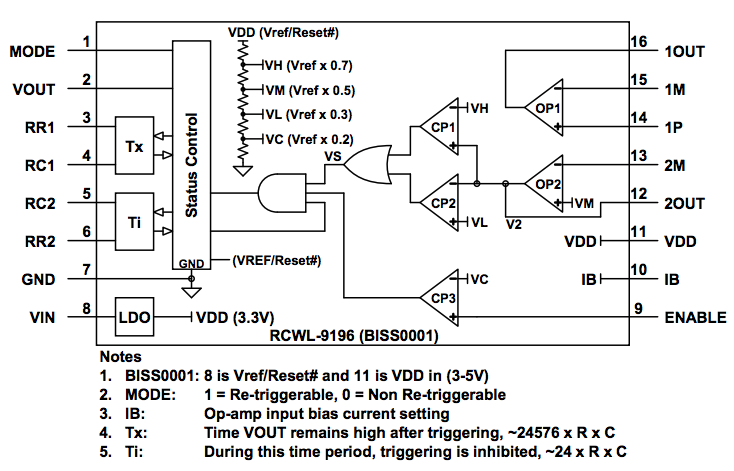 VDD (Vref/Reset#)
1 MODE
2 VOUT
3 RR1
4 RC1
5 RC2
6 RR2
7 GND
8 VIN
Tx
Ti
Status Control
GND
LDO
VDD (3.3V)
VH (Vref x 0.7)
VM (Vref x 0.5)
VL (Vref x 0.3)
VC (Vref x 0.2)
VS
(VREF/Reset#)
CP1
VH
CP2
VL
CP3
VC
OP1
OP2
VM
V2
VDD
IB
16 1OUT
15 1M
14 1P
13 2M
12 2OUT
11 VDD
10 IB
9 ENABLE
RCWL-9196 (BISS0001)
Notes
1. BISS0001: 8 is Vref/Reset# and 11 is VDD in (3-5V)
2. MODE: 1 = Re-triggerable, 0 = Non Re-triggerable
3. IB: Op-amp input bias current setting
4. Tx: Time VOUT remains high after triggering, ~24576 x R x C
5. Ti: During this time period, triggering is inhibited, ~24 x R x C